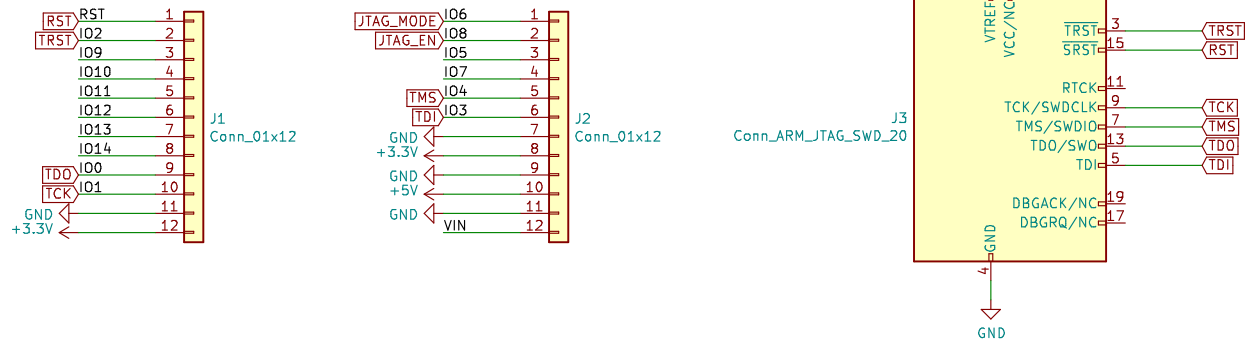 RST RST 1
TRST IO2 2
IO9 3
IO10 4
IO11 5
IO12 6
IO13 7
IO14 8
TDO IO0 9
TCK IO1 10
GND 11
+3.3V 12
J1
Conn_01x12
JTAG_MODE IO6 1
JTAG_EN IO8 2
IO5 3
IO7 4
TMS IO4 5
TDI IO3 6
GND 7
+3.3V 8
GND 9
+5V 10
GND 11
VIN 12
J2
Conn_01x12
J3
Conn_ARM_JTAG_SWD_20
VTREF
VCC/NC
TRST 3 TRST
SRST 15 RST
RTCK 11
TCK/SWDCLK 9 TCK
TMS/SWDIO 7 TMS
TDO/SWO 13 TDO
TDI 5 TDI
DBGACK/NC 19
DBGRQ/NC 17
GND
4
GND